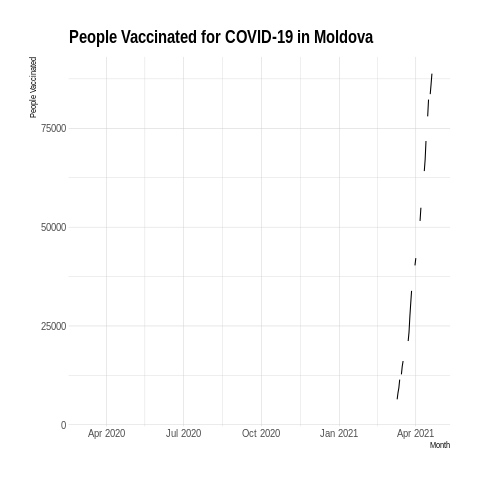 People Vaccinated for COVID-19 in Moldova
People Vaccinated
75000
50000
25000
0
Apr 2020
Jul 2020
Oct 2020
Jan 2021
Apr 2021
Month